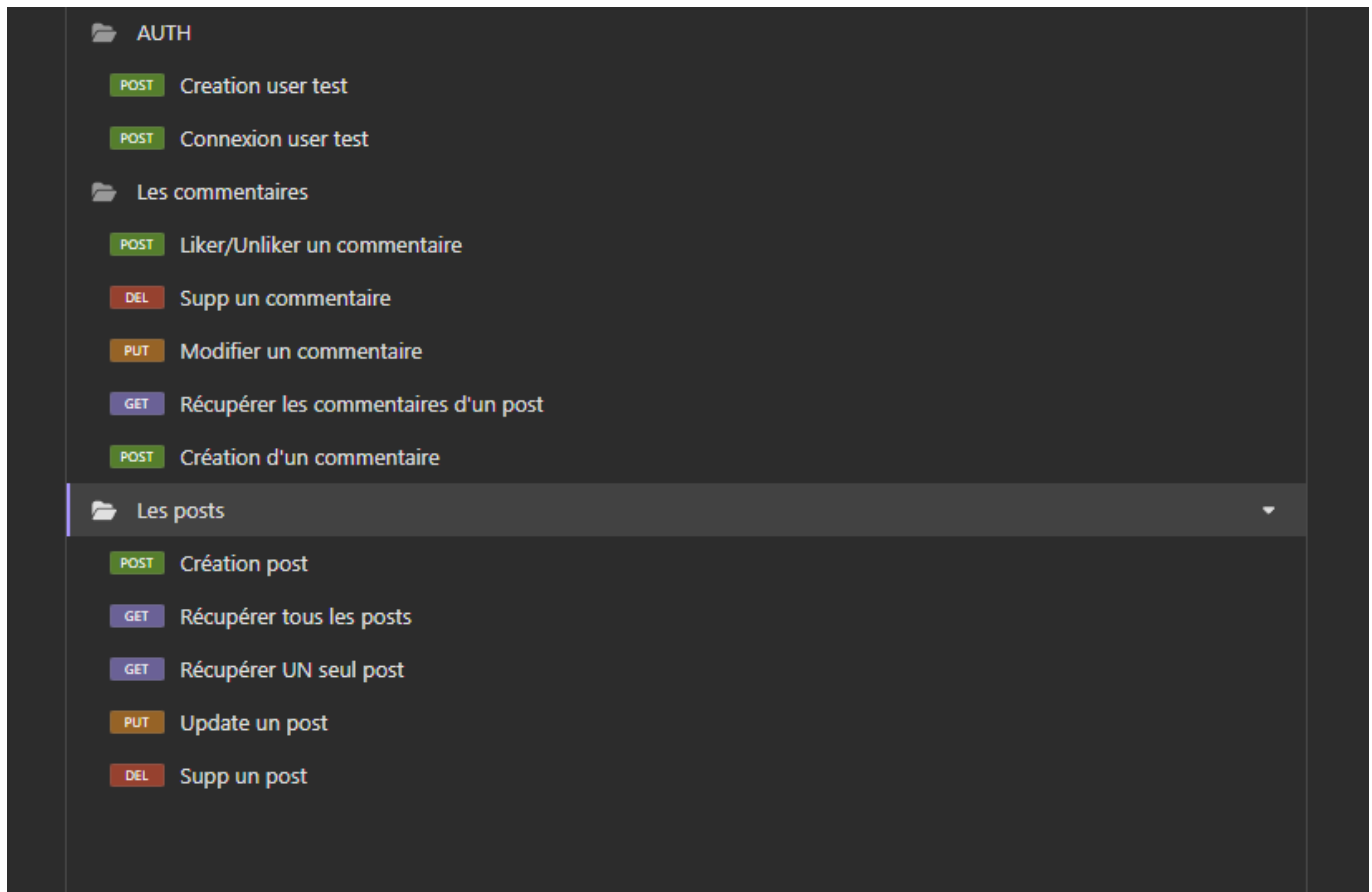 AUTH
POST Creation user test
POST Connexion user test
Les commentaires
POST Liker/Unliker un commentaire
DEL Supp un commentaire
PUT Modifier un commentaire
GET Récupérer les commentaires d'un post
POST Création d'un commentaire
Les posts
POST Création post
GET Récupérer tous les posts
GET Récupérer UN seul post
PUT Update un post
DEL Supp un post